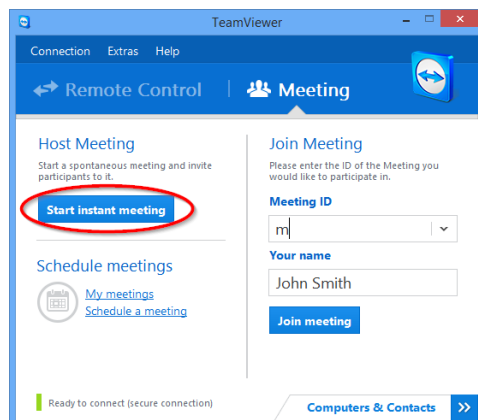 TeamViewer
Connection Extras Help
Remote Control
Meeting
Host Meeting
Start a spontaneous meeting and invite
participants to it.
Start instant meeting
Schedule meetings
My meetings
Schedule a meeting
Join Meeting
Please enter the ID of the Meeting you
would like to participate in.
Meeting ID
m
Your name
John Smith
Join meeting
Ready to connect (secure connection)
Computers & Contacts